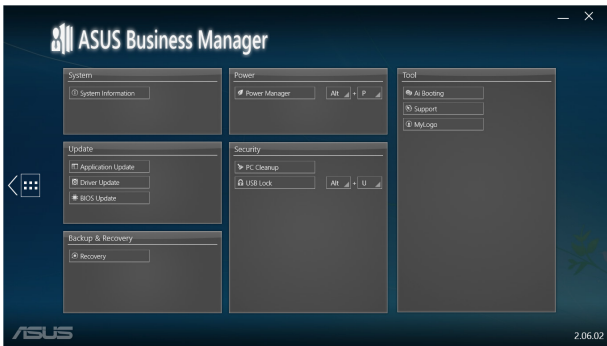 ASUS Business Manager
System
System Information
Power
Power Manager Alt + P
Tool
Ai Booting
Support
MyLogo
Update
Application Update
Driver Update
BIOS Update
Security
PC Cleanup
USB Lock Alt + U
Backup & Recovery
Recovery
ASUS
2.06.02